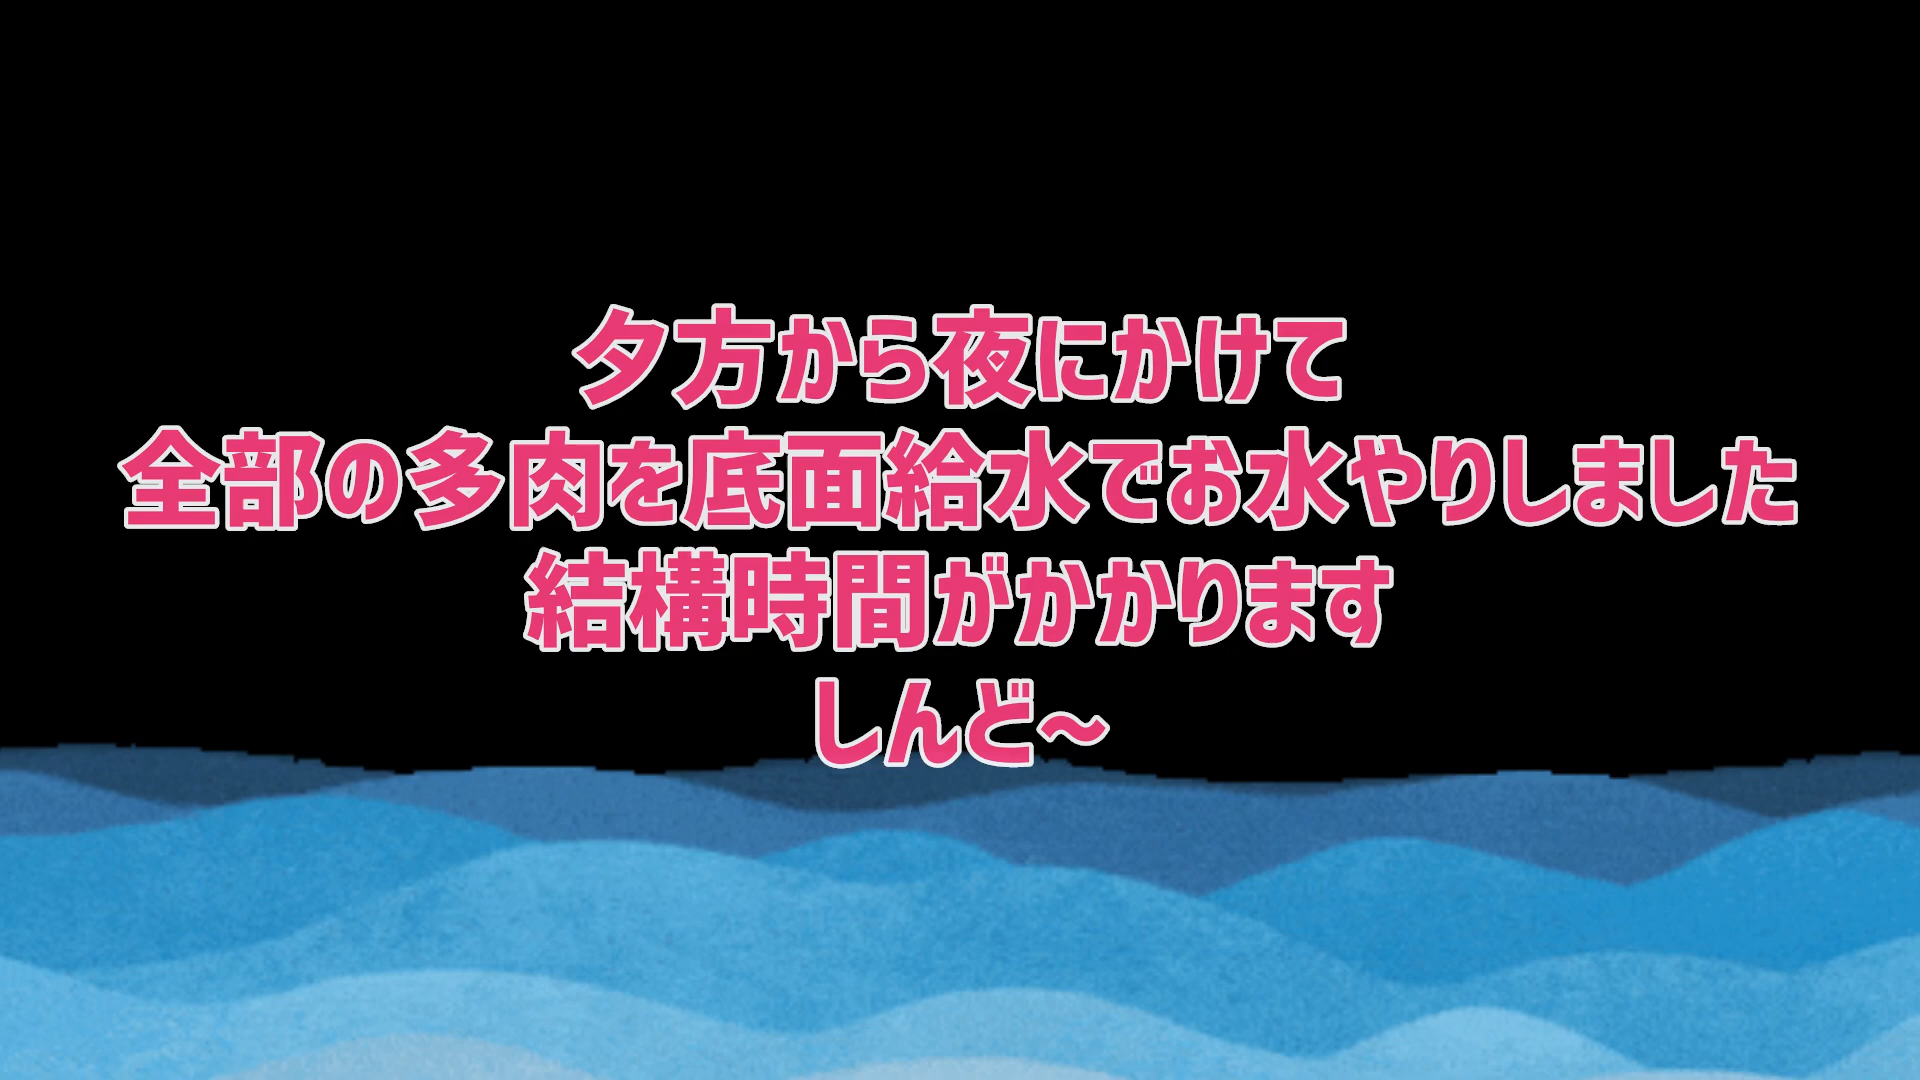 夕方から夜にかけて
全部の多肉を底面給水でお水やりしました
結構時間がかかります
しんど～